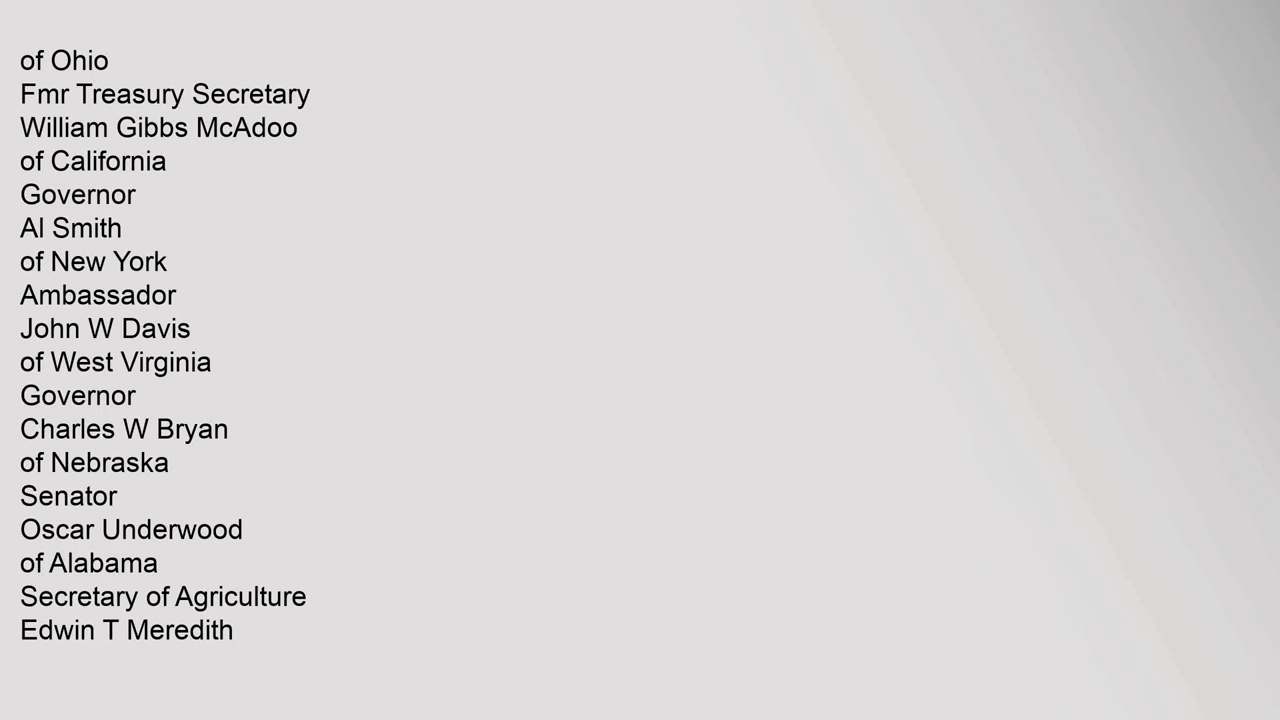 of Ohio
Fmr Treasury Secretary
William Gibbs McAdoo
of California
Governor
Al Smith
of New York
Ambassador
John W Davis
of West Virginia
Governor
Charles W Bryan
of Nebraska
Senator
Oscar Underwood
of Alabama
Secretary of Agriculture
Edwin T Meredith